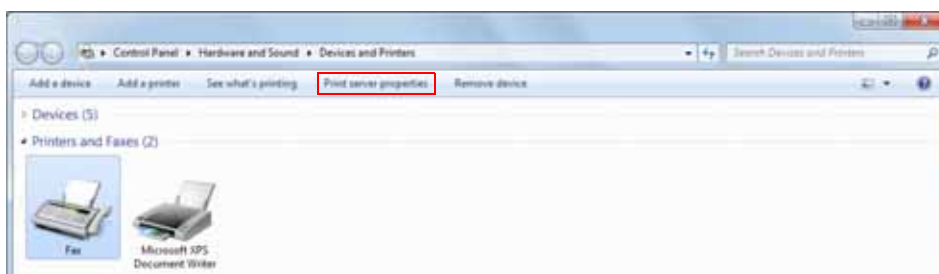 Control Panel ▸ Hardware and Sound ▸ Devices and Printers
Search Devices and Printers
Add a device Add a printer See what's printing Print server properties Remove device
Devices (5)
Printers and Faxes (2)
Fax
Microsoft XPS
Document Writer